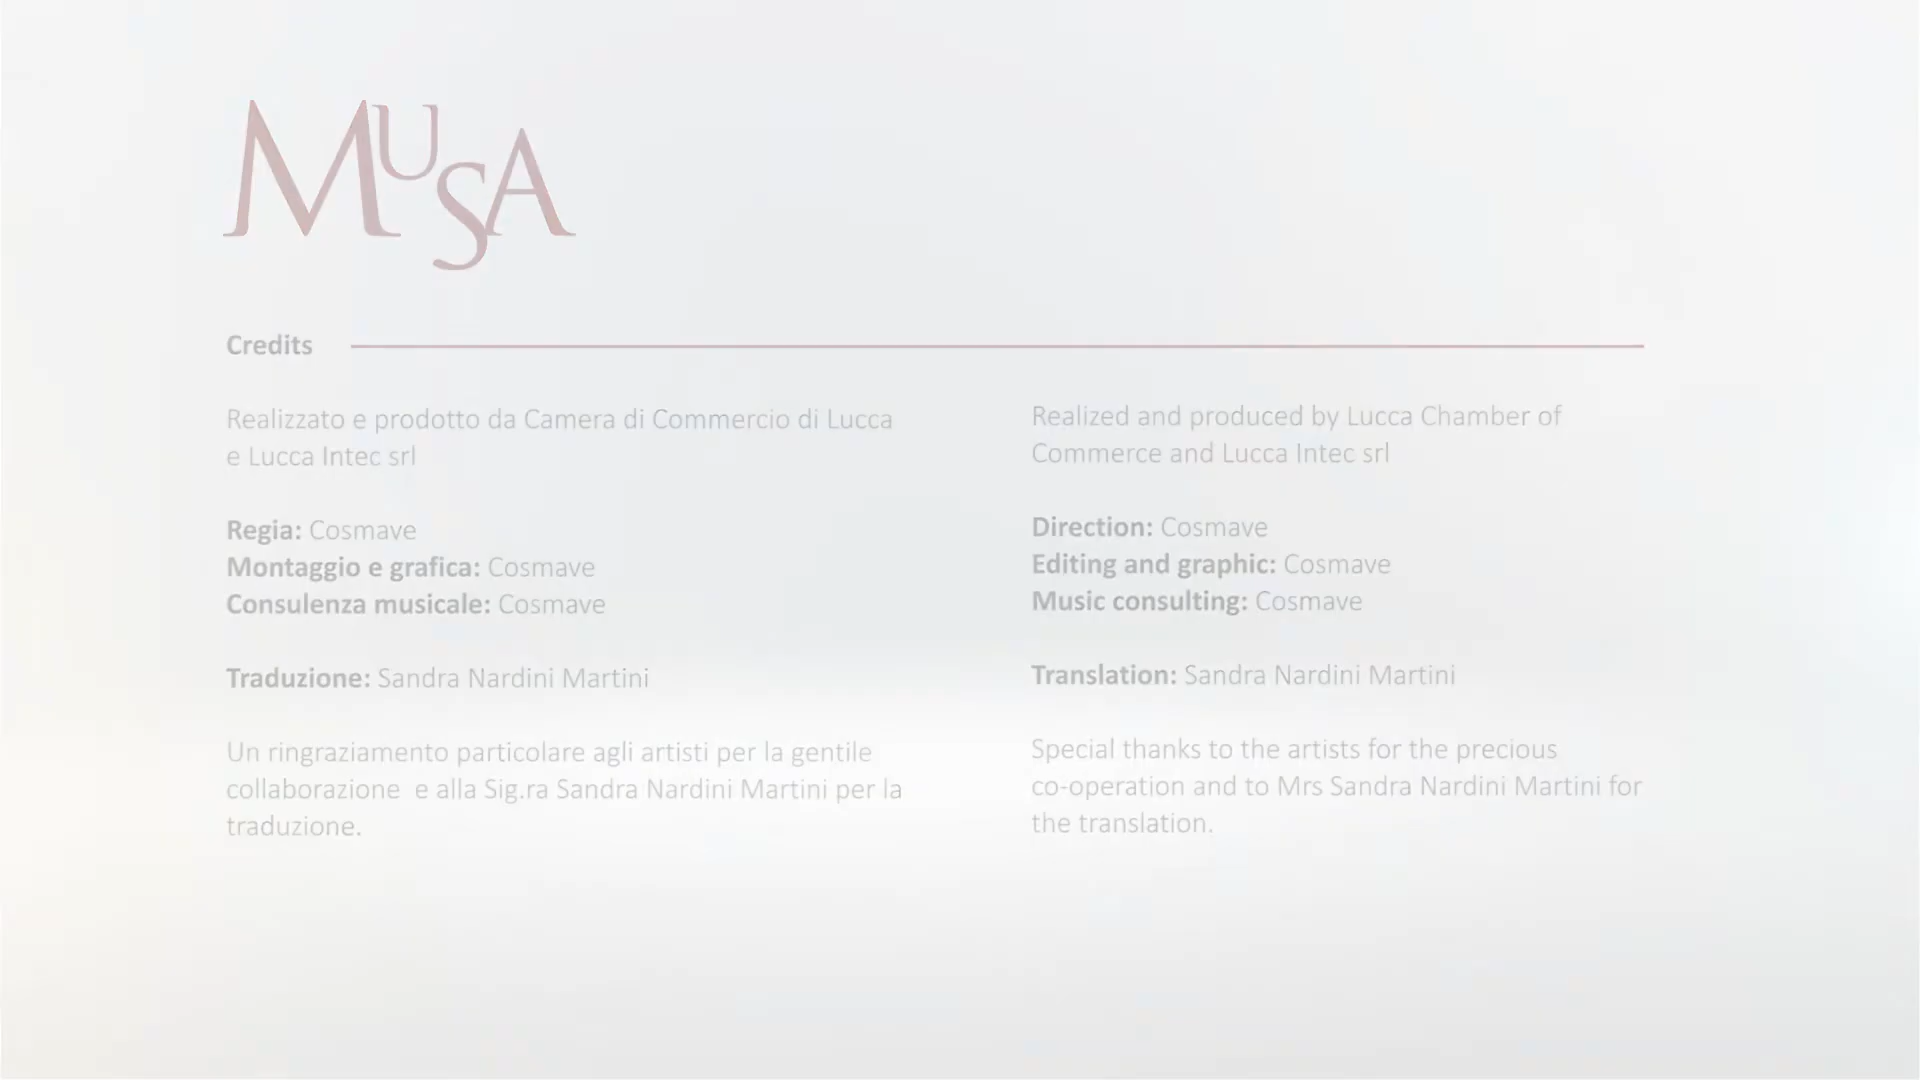 MUSA
Credits
Realizzato e prodotto da Camera di Commercio di Lucca
e Lucca Intec srl
Regia: Cosmave
Montaggio e grafica: Cosmave
Consulenza musicale: Cosmave
Traduzione: Sandra Nardini Martini
Un ringraziamento particolare agli artisti per la gentile
collaborazione  e alla Sig.ra Sandra Nardini Martini per la
traduzione.
Realized and produced by Lucca Chamber of
Commerce and Lucca Intec srl
Direction: Cosmave
Editing and graphic: Cosmave
Music consulting: Cosmave
Translation: Sandra Nardini Martini
Special thanks to the artists for the precious
co-operation and to Mrs Sandra Nardini Martini for
the translation.